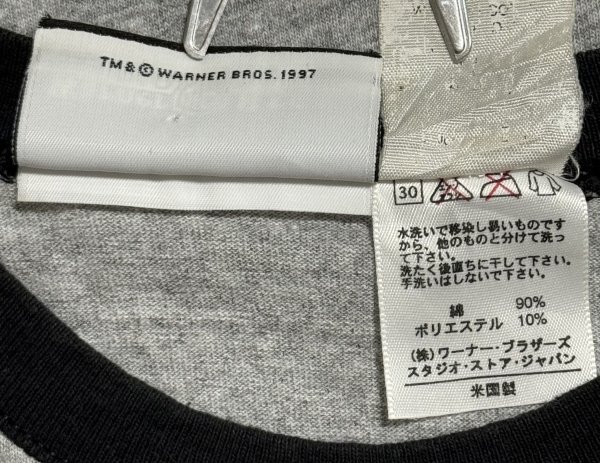 TM & © WARNER BROS. 1997
30
水洗いで移染し易いものです
から、他のものと分けて洗っ
て下さい。
洗たく後直ちに干して下さい。
手洗いはしないで下さい。
綿 90%
ポリエステル 10%
(株)ワーナー・ブラザーズ
スタジオ・ストア・ジャパン
米国製